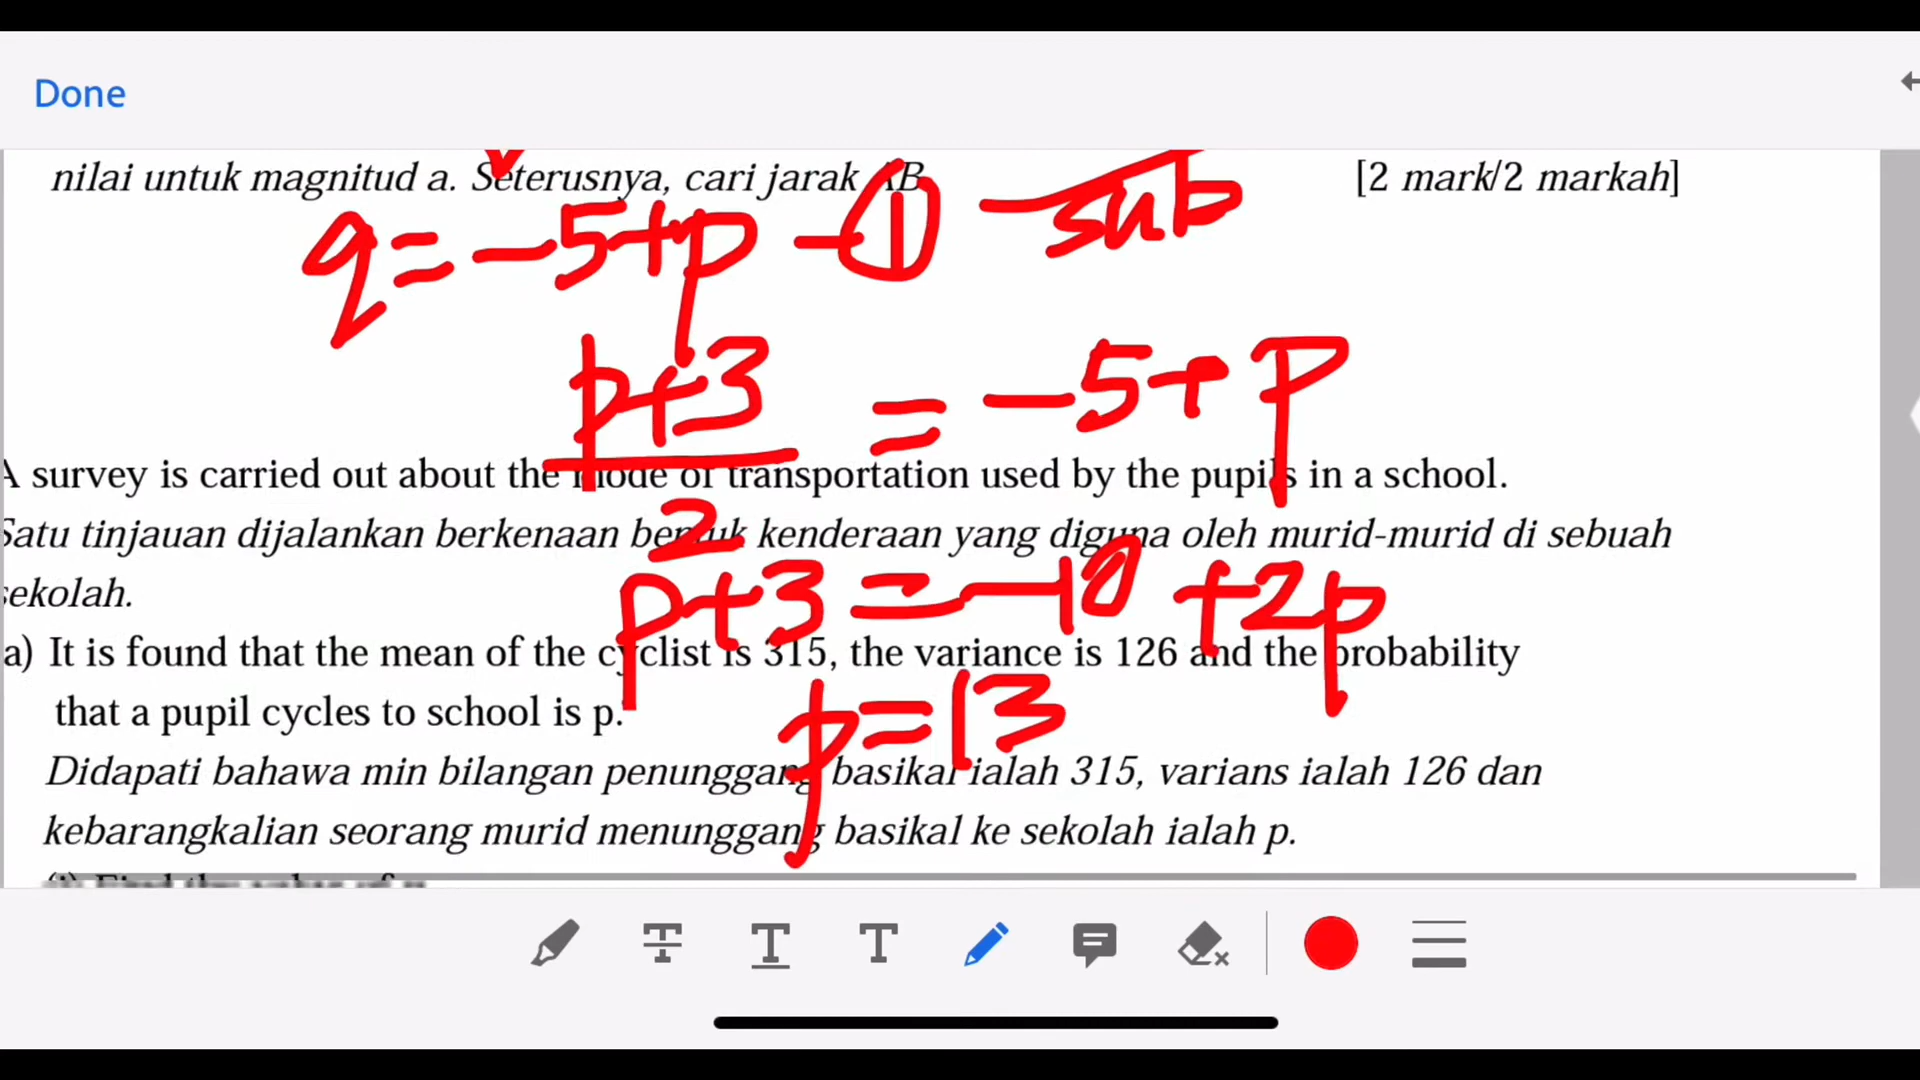 Done
nilai untuk magnitud a. Seterusnya, cari jarak AB [2 mark/2 markah]
q = -5+p -① sub
p+3
2
= -5+p
A survey is carried out about the mode of transportation used by the pupils in a school.
Satu tinjauan dijalankan berkenaan bentuk kenderaan yang diguna oleh murid-murid di sebuah
sekolah.
p+3 = -10 +2p
a) It is found that the mean of the cyclist is 315, the variance is 126 and the probability
that a pupil cycles to school is p.
p=13
Didapati bahawa min bilangan penunggang basikal ialah 315, varians ialah 126 dan
kebarangkalian seorang murid menunggang basikal ke sekolah ialah p.
(i) Find the value of p